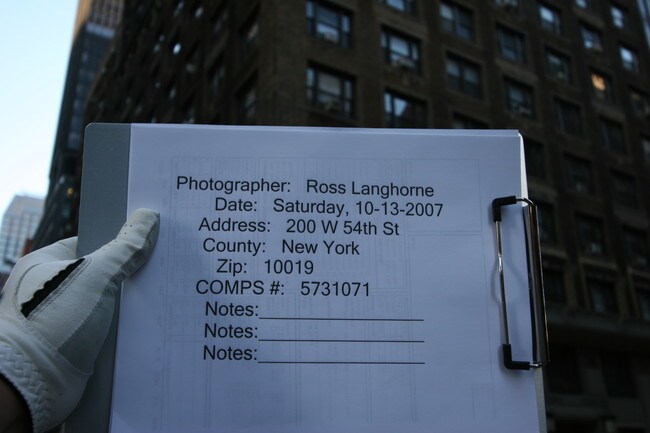 Photographer: Ross Langhorne
Date: Saturday, 10-13-2007
Address: 200 W 54th St
County: New York
Zip: 10019
COMPS #: 5731071
Notes:
Notes:
Notes: